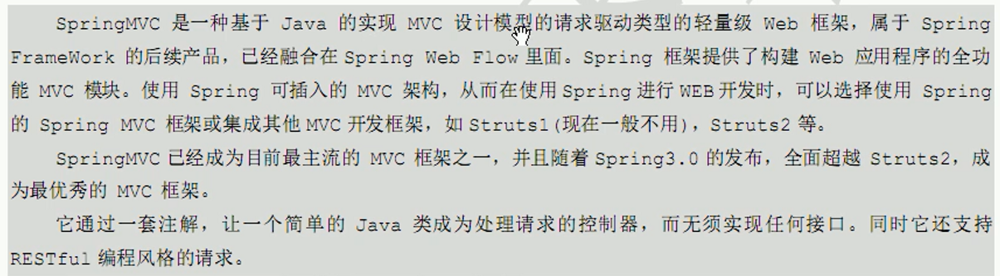 SpringMVC 是一种基于 Java 的实现 MVC 设计模型的请求驱动类型的轻量级 Web 框架，属于 Spring
FrameWork 的后续产品，已经融合在 Spring Web Flow 里面。Spring 框架提供了构建 Web 应用程序的全功
能 MVC 模块。使用 Spring 可插入的 MVC 架构，从而在使用 Spring 进行 WEB 开发时，可以选择使用 Spring
的 Spring MVC 框架或集成其他 MVC 开发框架，如 Struts1(现在一般不用)，Struts2 等。
SpringMVC 已经成为目前最主流的 MVC 框架之一，并且随着 Spring3.0 的发布，全面超越 Struts2，成
为最优秀的 MVC 框架。
它通过一套注解，让一个简单的 Java 类成为处理请求的控制器，而无须实现任何接口。同时它还支持
RESTful 编程风格的请求。